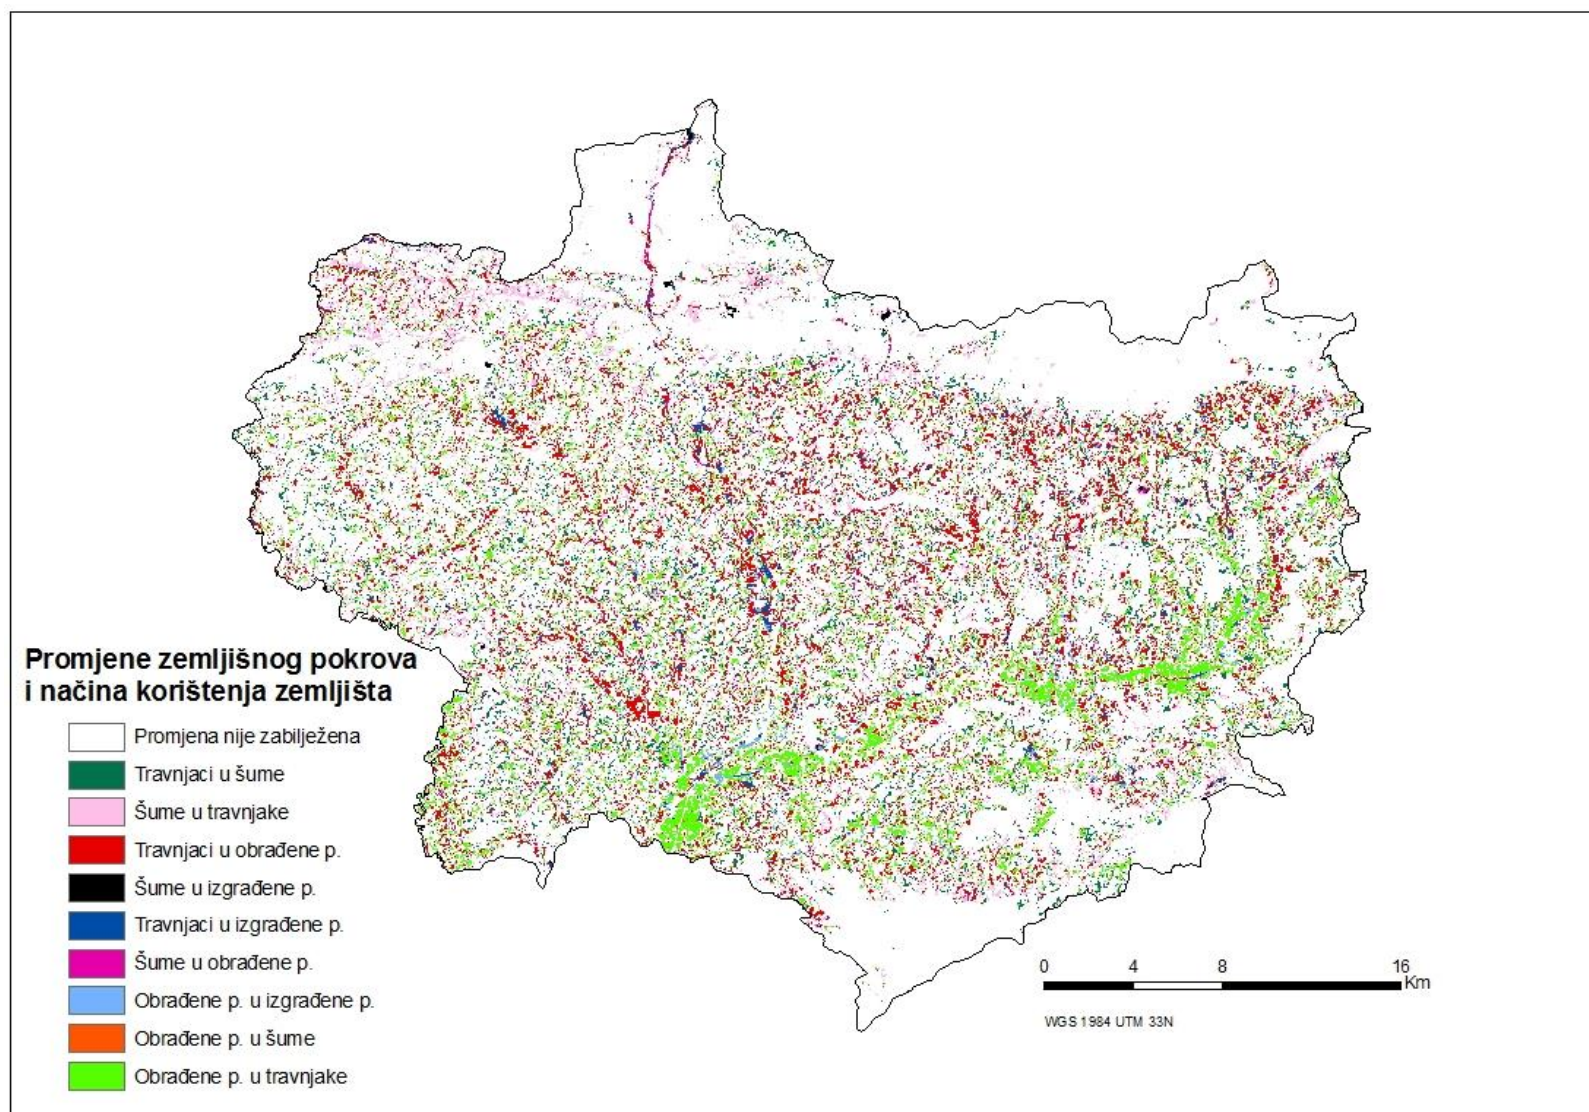 Promjene zemljišnog pokrova
i načina korištenja zemljišta
Promjena nije zabilježena
Travnjaci u šume
Šume u travnjake
Travnjaci u obrađene p.
Šume u izgrađene p.
Travnjaci u izgrađene p.
Šume u obrađene p.
Obrađene p. u izgrađene p.
Obrađene p. u šume
Obrađene p. u travnjake
0 4 8 16
Km
WGS 1984 UTM 33N